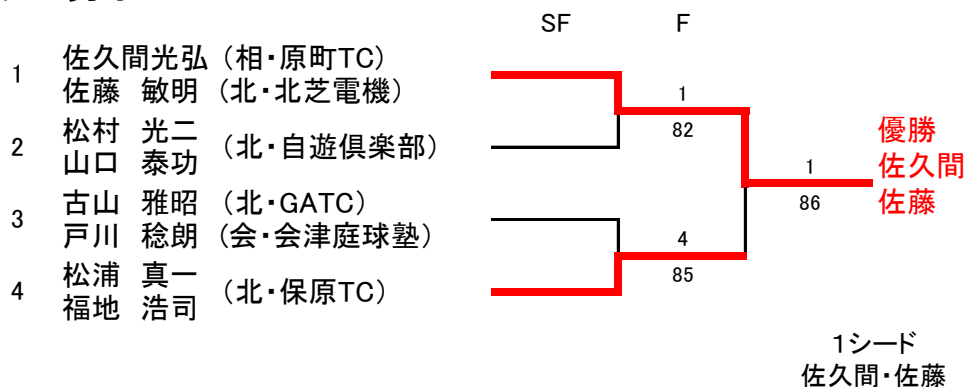 SF F
1 佐久間光弘 (相・原町TC)
佐藤 敏明 (北・北芝電機)
2 松村 光二
山口 泰功 (北・自遊倶楽部)
3 古山 雅昭 (北・GATC)
戸川 稔朗 (会・会津庭球塾)
4 松浦 真一
福地 浩司 (北・保原TC)
1
82
4
85
1
86
優勝
佐久間
佐藤
1シード
佐久間・佐藤